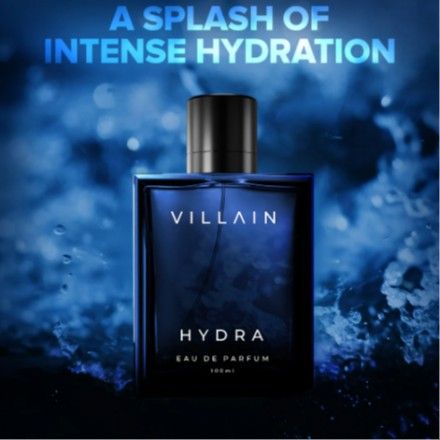 A SPLASH OF
INTENSE HYDRATION
VILLAIN
HYDRA
EAU DE PARFUM
100ml